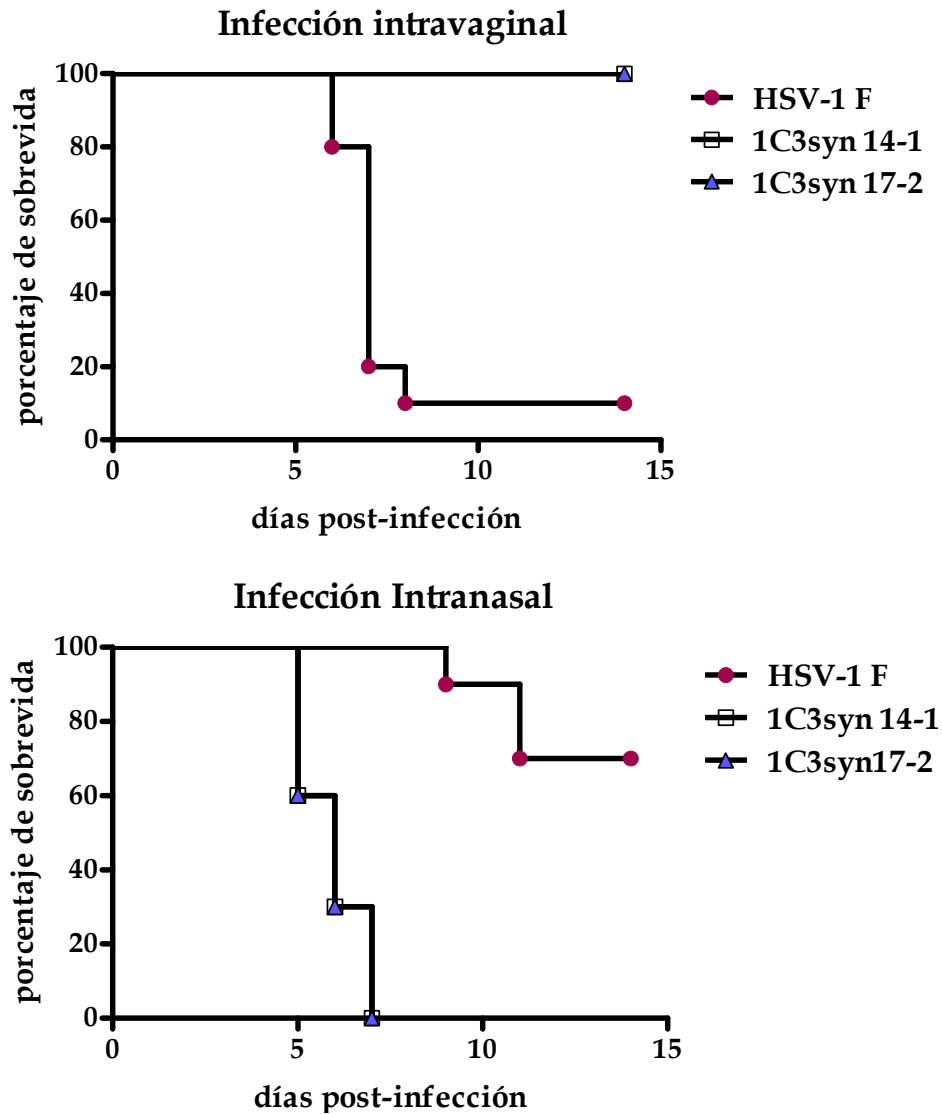 Infección intravaginal
100
80
60
40
20
0
0 5 10 15
porcentaje de sobrevida
días post-infección
HSV-1 F
1C3syn 14-1
1C3syn 17-2
Infección Intranasal
100
80
60
40
20
0
0 5 10 15
porcentaje de sobrevida
días post-infección
HSV-1 F
1C3syn 14-1
1C3syn17-2